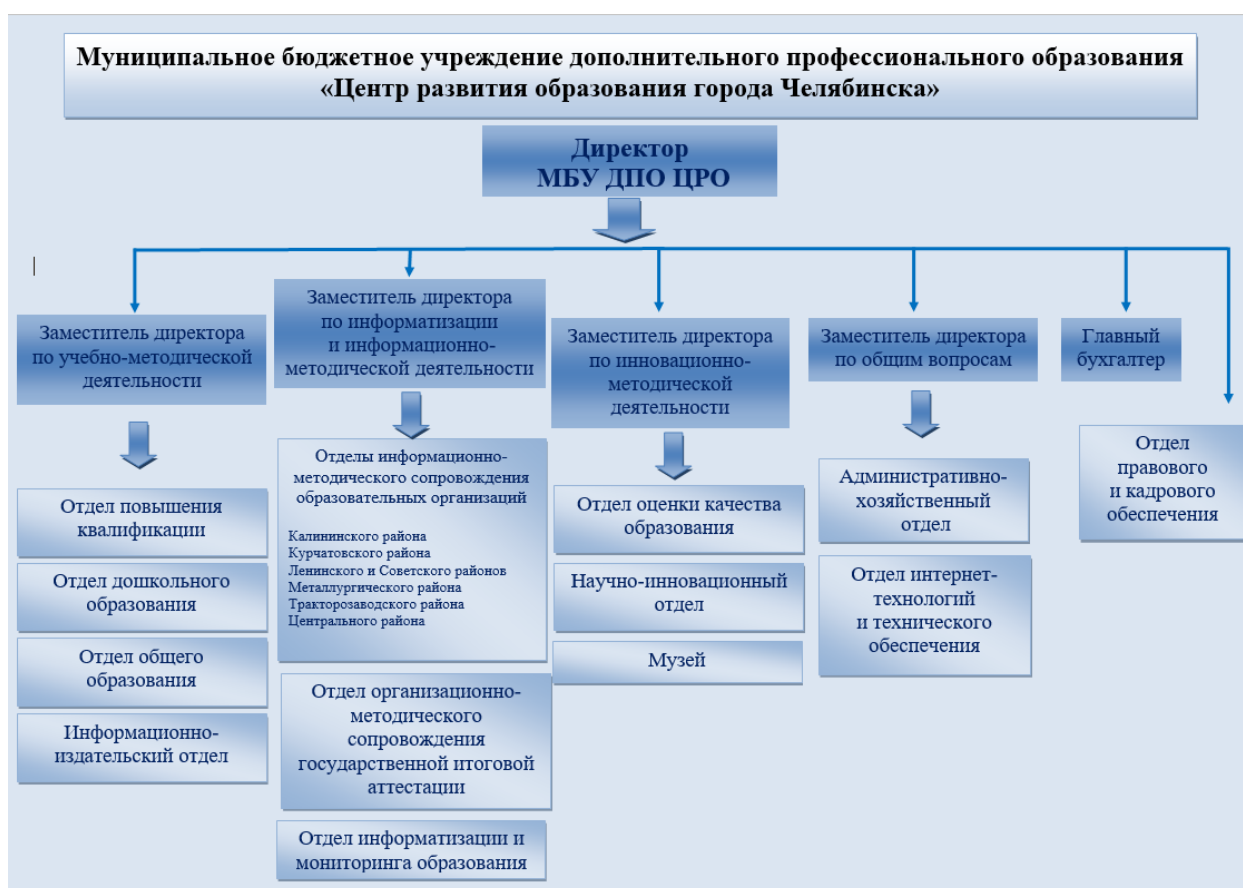 Муниципальное бюджетное учреждение дополнительного профессионального образования
«Центр развития образования города Челябинска»
Директор
МБУ ДПО ЦРО
Заместитель директора
по учебно-методической
деятельности
Отдел повышения
квалификации
Отдел дошкольного
образования
Отдел общего
образования
Информационно-
издательский отдел
Заместитель директора
по информатизации
и информационно-
методической деятельности
Отделы информационно-
методического сопровождения
образовательных организаций
Калининского района
Курчатовского района
Ленинского и Советского районов
Металлургического района
Тракторозаводского района
Центрального района
Отдел организационно-
методического
сопровождения
государственной итоговой
аттестации
Отдел информатизации и
мониторинга образования
Заместитель директора
по инновационно-
методической
деятельности
Отдел оценки качества
образования
Научно-инновационный
отдел
Музей
Заместитель директора
по общим вопросам
Административно-
хозяйственный
отдел
Отдел интернет-
технологий
и технического
обеспечения
Главный
бухгалтер
Отдел
правового
и кадрового
обеспечения